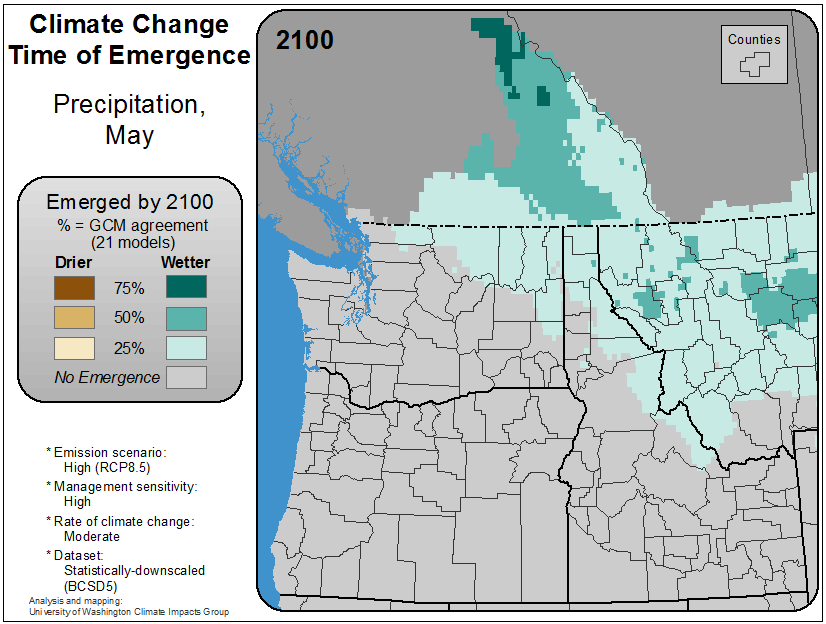 Climate Change
Time of Emergence
Precipitation,
May
Emerged by 2100
% = GCM agreement
(21 models)
Drier Wetter
75%
50%
25%
No Emergence
* Emission scenario:
High (RCP8.5)
* Management sensitivity:
High
* Rate of climate change:
Moderate
* Dataset:
Statistically-downscaled
(BCSD5)
Analysis and mapping:
University of Washington Climate Impacts Group
2100
Counties